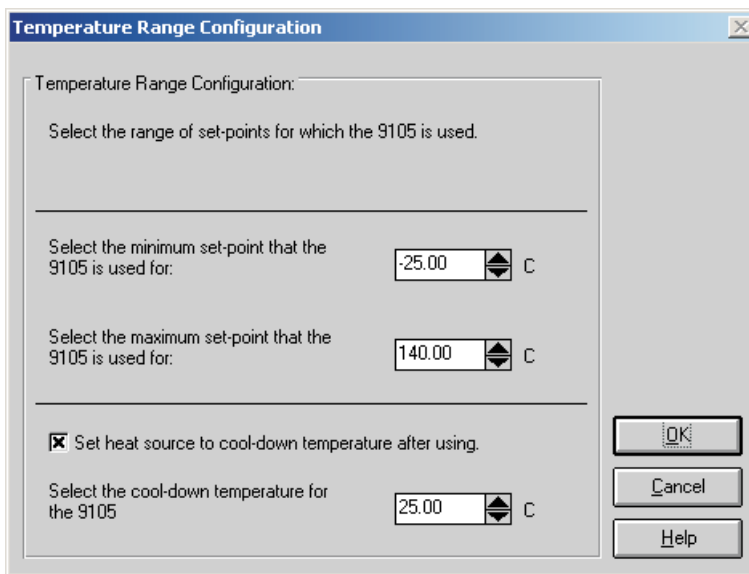 Temperature Range Configuration
Temperature Range Configuration:
Select the range of set-points for which the 9105 is used.
Select the minimum set-point that the
9105 is used for:
-25.00 C
Select the maximum set-point that the
9105 is used for:
140.00 C
Set heat source to cool-down temperature after using.
Select the cool-down temperature for
the 9105
25.00 C
OK
Cancel
Help